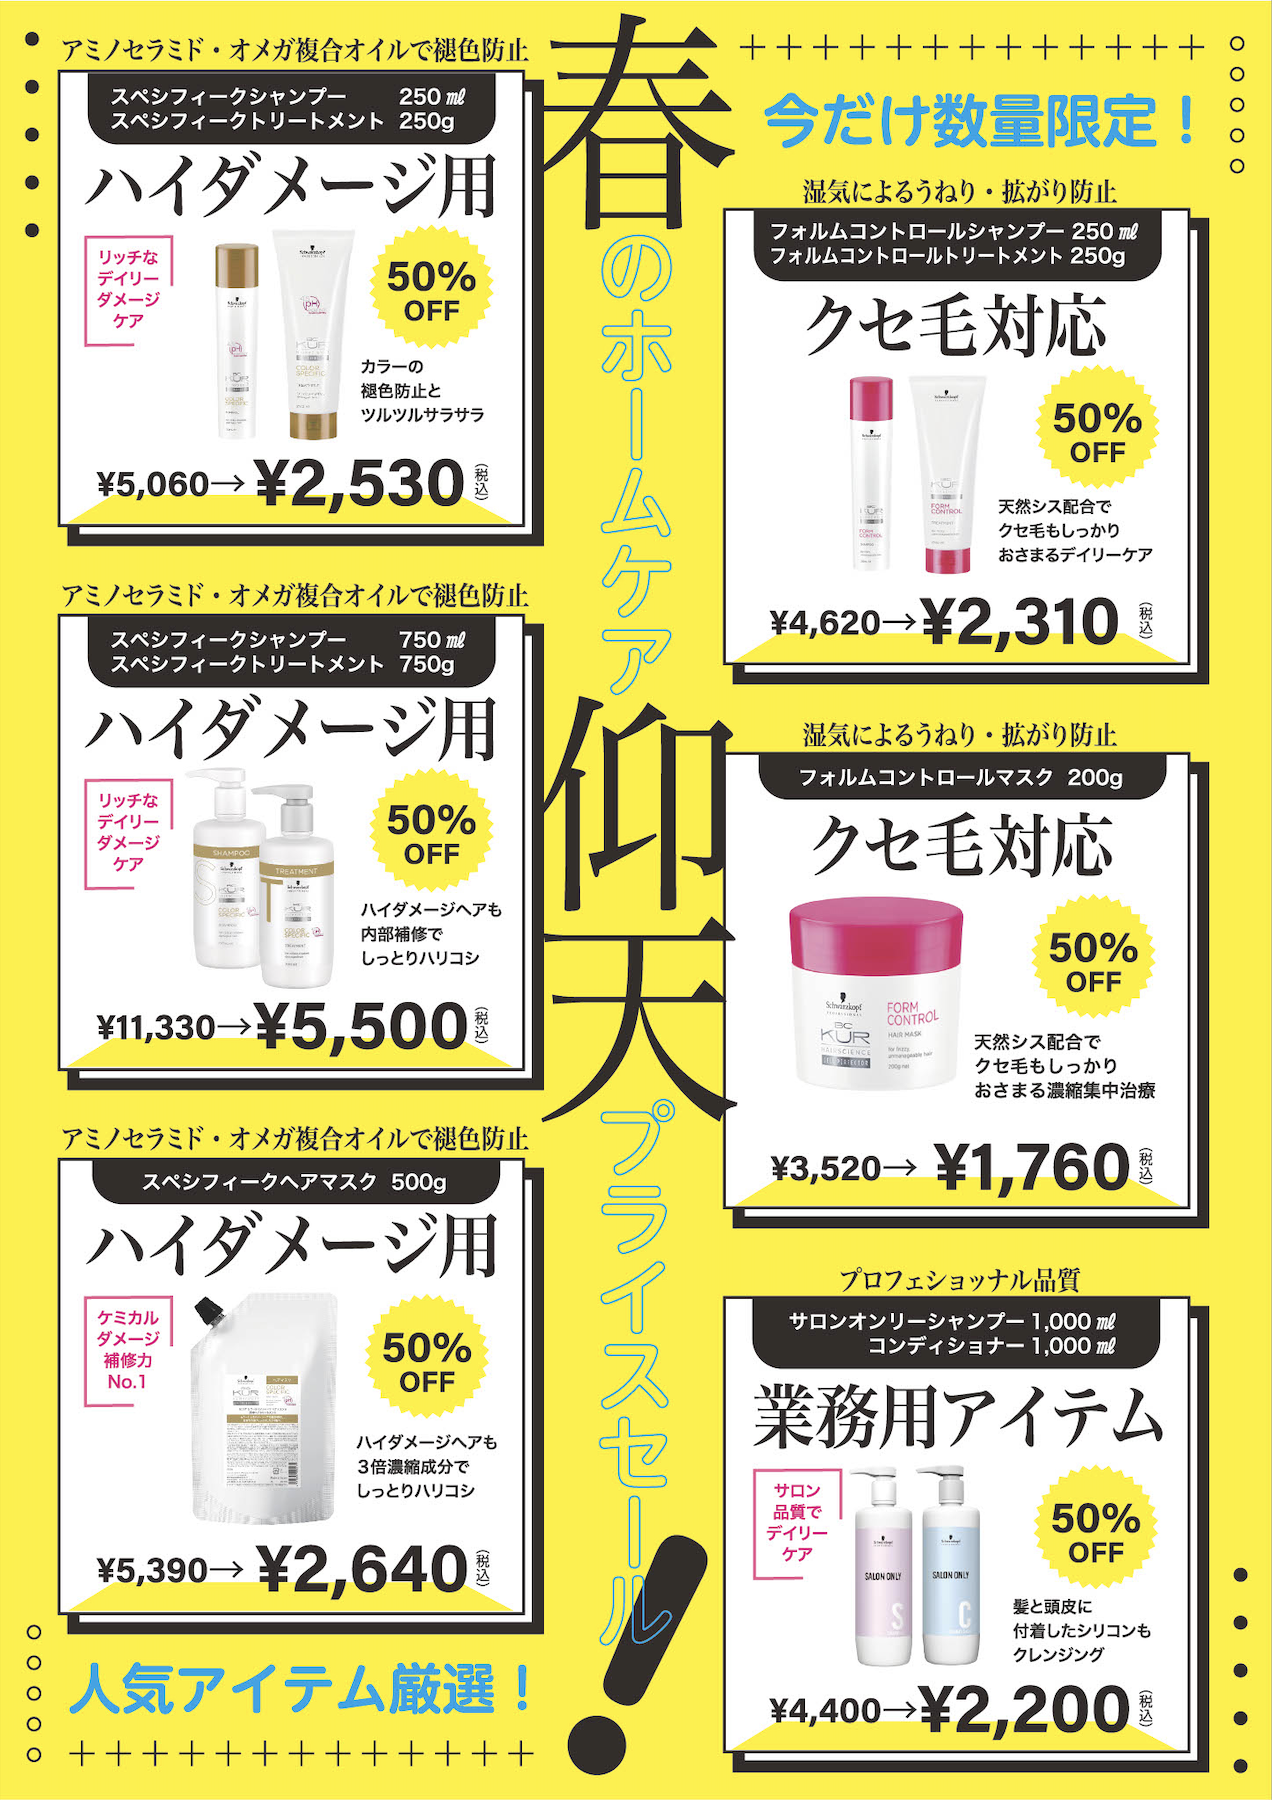 春のホームケア仰天プライスセール!
アミノセラミド・オメガ複合オイルで褪色防止
スペシフィークシャンプー 250㎖
スペシフィークトリートメント 250g
ハイダメージ用
リッチな
デイリー
ダメージ
ケア
50%
OFF
カラーの
褪色防止と
ツルツルサラサラ
¥5,060→¥2,530(税込)
アミノセラミド・オメガ複合オイルで褪色防止
スペシフィークシャンプー 750㎖
スペシフィークトリートメント 750g
ハイダメージ用
リッチな
デイリー
ダメージ
ケア
SHAMPOO
TREATMENT
50%
OFF
ハイダメージヘアも
内部補修で
しっとりハリコシ
¥11,330→¥5,500(税込)
アミノセラミド・オメガ複合オイルで褪色防止
スペシフィークヘアマスク 500g
ハイダメージ用
ケミカル
ダメージ
補修力
No.1
50%
OFF
ハイダメージヘアも
3倍濃縮成分で
しっとりハリコシ
¥5,390→¥2,640(税込)
人気アイテム厳選!
今だけ数量限定!
湿気によるうねり・拡がり防止
フォルムコントロールシャンプー 250㎖
フォルムコントロールトリートメント 250g
クセ毛対応
FORM
CONTROL
50%
OFF
天然シス配合で
クセ毛もしっかり
おさまるデイリーケア
¥4,620→¥2,310(税込)
湿気によるうねり・拡がり防止
フォルムコントロールマスク 200g
クセ毛対応
Schwarzkopf
PROFESSIONAL
BC
KUR
HAIRSCIENCE
FORM
CONTROL
HAIR MASK
for frizzy,
unmanageable hair
200g net
50%
OFF
天然シス配合で
クセ毛もしっかり
おさまる濃縮集中治療
¥3,520→¥1,760(税込)
プロフェショッナル品質
サロンオンリーシャンプー 1,000㎖
コンディショナー 1,000㎖
業務用アイテム
サロン
品質で
デイリー
ケア
SALON ONLY
S
SALON ONLY
C
50%
OFF
髪と頭皮に
付着したシリコンも
クレンジング
¥4,400→¥2,200(税込)